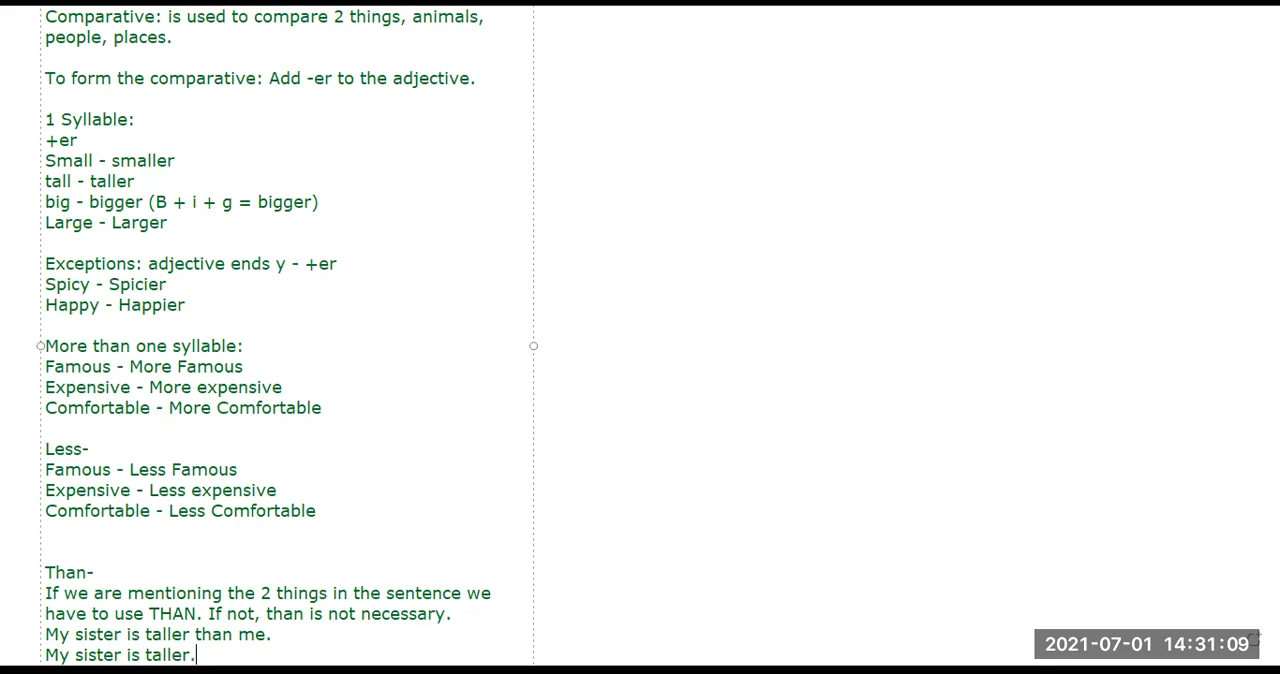 Comparative: is used to compare 2 things, animals,
people, places.
To form the comparative: Add -er to the adjective.
1 Syllable:
+er
Small - smaller
tall - taller
big - bigger (B + i + g = bigger)
Large - Larger
Exceptions: adjective ends y - +er
Spicy - Spicier
Happy - Happier
More than one syllable:
Famous - More Famous
Expensive - More expensive
Comfortable - More Comfortable
Less-
Famous - Less Famous
Expensive - Less expensive
Comfortable - Less Comfortable
Than-
If we are mentioning the 2 things in the sentence we
have to use THAN. If not, than is not necessary.
My sister is taller than me.
My sister is taller.
2021-07-01 14:31:09